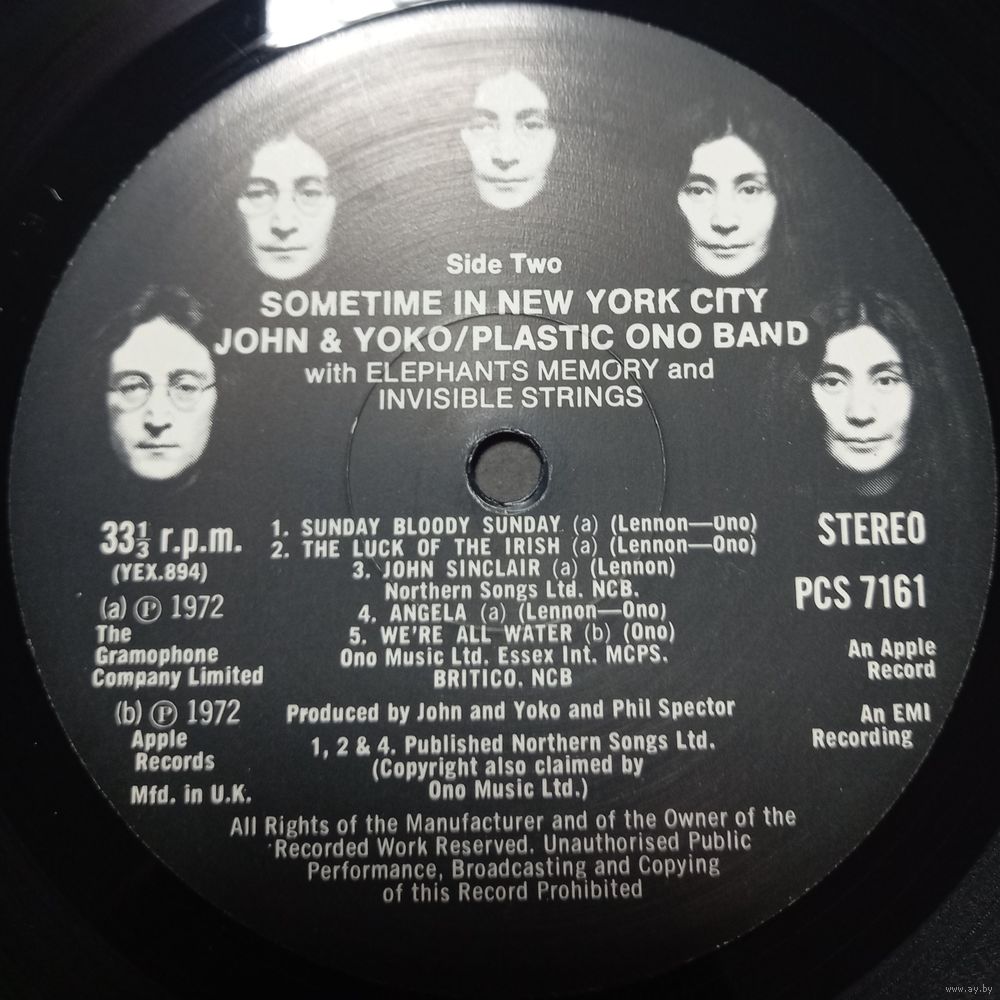 Side Two
SOMETIME IN NEW YORK CITY
JOHN & YOKO/PLASTIC ONO BAND
with ELEPHANTS MEMORY and
INVISIBLE STRINGS
33⅓ r.p.m.
(YEX.894)
(a) ℗ 1972
The
Gramophone
Company Limited
(b) ℗ 1972
Apple
Records
Mfd. in U.K.
1. SUNDAY BLOODY SUNDAY (a) (Lennon—Ono)
2. THE LUCK OF THE IRISH (a) (Lennon—Ono)
3. JOHN SINCLAIR (a) (Lennon)
Northern Songs Ltd. NCB.
4. ANGELA (a) (Lennon—Ono)
5. WE'RE ALL WATER (b) (Ono)
Ono Music Ltd. Essex Int. MCPS.
BRITICO. NCB
Produced by John and Yoko and Phil Spector
1, 2 & 4. Published Northern Songs Ltd.
(Copyright also claimed by
Ono Music Ltd.)
STEREO
PCS 7161
An Apple
Record
An EMI
Recording
All Rights of the Manufacturer and of the Owner of the
Recorded Work Reserved. Unauthorised Public
Performance, Broadcasting and Copying
of this Record Prohibited
www.ay.by